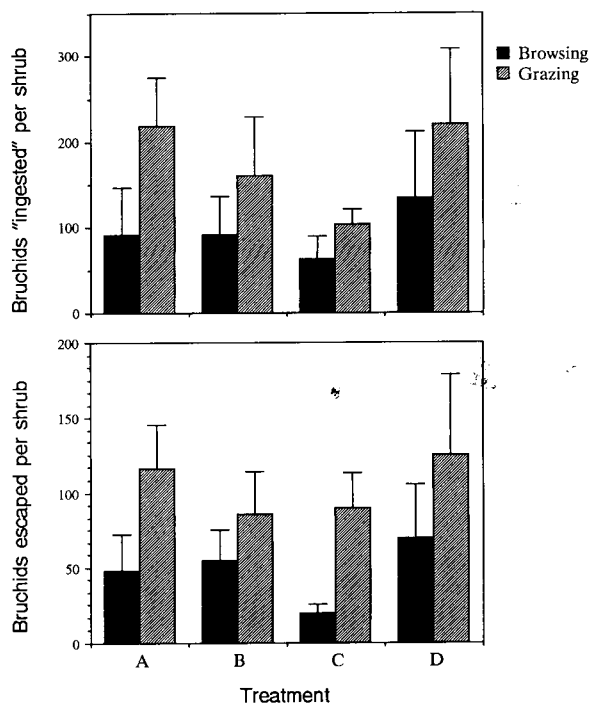 Browsing
Grazing
Bruchids "ingested" per shrub
300
200
100
0
Bruchids escaped per shrub
200
150
100
50
0
A B C D
Treatment